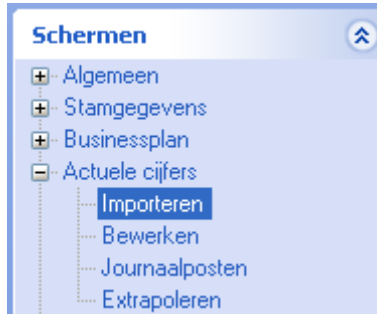 Schermen
Algemeen
Stamgegevens
Businessplan
Actuele cijfers
Importeren
Bewerken
Journaalposten
Extrapoleren